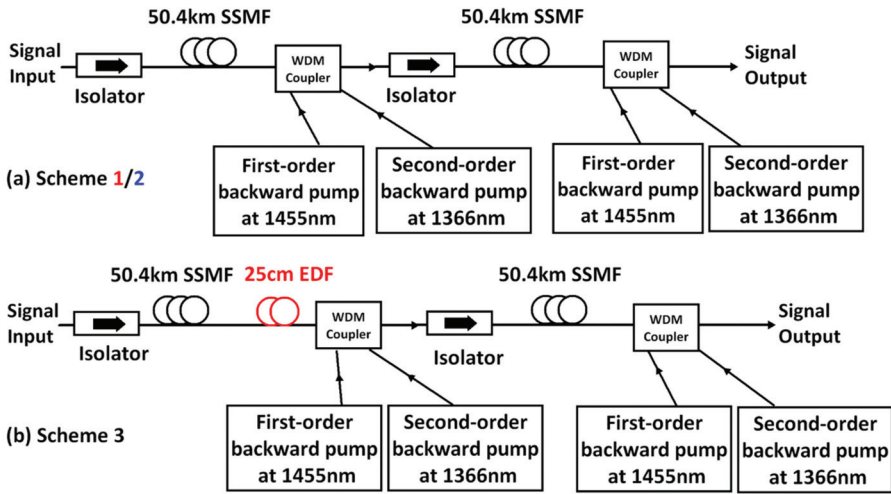 50.4km SSMF
50.4km SSMF
Signal
Input
WDM
Coupler
WDM
Coupler
Signal
Output
Isolator
Isolator
First-order
backward pump
at 1455nm
Second-order
backward pump
at 1366nm
First-order
backward pump
at 1455nm
Second-order
backward pump
at 1366nm
(a) Scheme 1/2
50.4km SSMF
25cm EDF
50.4km SSMF
Signal
Input
WDM
Coupler
WDM
Coupler
Signal
Output
Isolator
Isolator
First-order
backward pump
at 1455nm
Second-order
backward pump
at 1366nm
First-order
backward pump
at 1455nm
Second-order
backward pump
at 1366nm
(b) Scheme 3